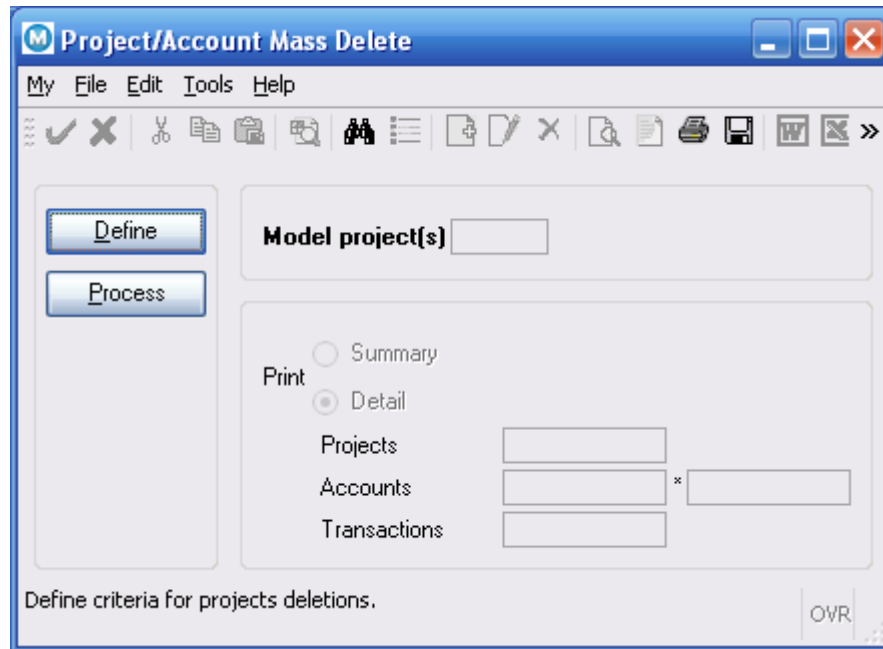 Project/Account Mass Delete
My File Edit Tools Help
Define
Process
Model project(s)
Print
Summary
Detail
Projects
Accounts *
Transactions
Define criteria for projects deletions.
OVR